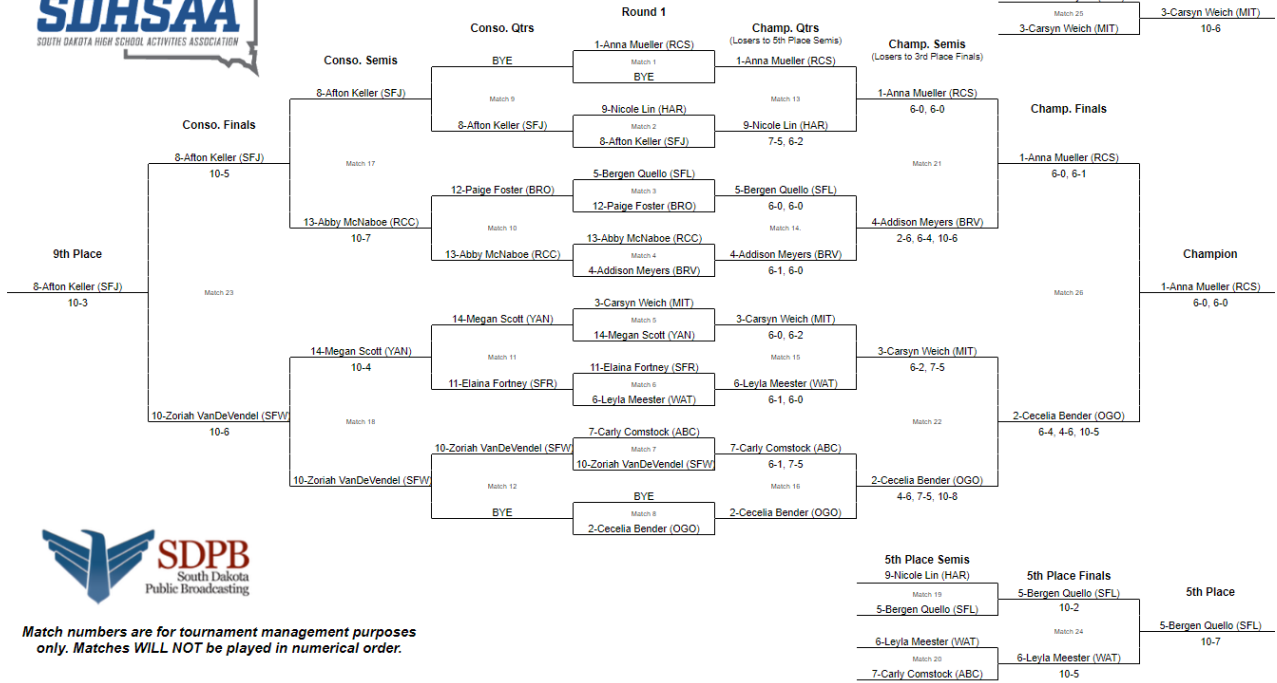 SDHSAA
SOUTH DAKOTA HIGH SCHOOL ACTIVITIES ASSOCIATION
Match 25
3-Carsyn Weich (MIT)
3-Carsyn Weich (MIT)
10-6
Round 1
Conso. Qtrs
Champ. Qtrs
(Losers to 5th Place Semis)
Champ. Semis
(Losers to 3rd Place Finals)
Conso. Semis
Conso. Finals
Champ. Finals
1-Anna Mueller (RCS)
Match 1
BYE
9-Nicole Lin (HAR)
Match 2
8-Afton Keller (SFJ)
5-Bergen Quello (SFL)
Match 3
12-Paige Foster (BRO)
13-Abby McNaboe (RCC)
Match 4
4-Addison Meyers (BRV)
3-Carsyn Weich (MIT)
Match 5
14-Megan Scott (YAN)
11-Elaina Fortney (SFR)
Match 6
6-Leyla Meester (WAT)
7-Carly Comstock (ABC)
Match 7
10-Zoriah VanDeVendel (SFW)
BYE
Match 8
2-Cecelia Bender (OGO)
BYE
Match 9
8-Afton Keller (SFJ)
12-Paige Foster (BRO)
Match 10
13-Abby McNaboe (RCC)
14-Megan Scott (YAN)
Match 11
11-Elaina Fortney (SFR)
10-Zoriah VanDeVendel (SFW)
Match 12
BYE
8-Afton Keller (SFJ)
Match 17
13-Abby McNaboe (RCC)
10-7
14-Megan Scott (YAN)
10-4
Match 18
10-Zoriah VanDeVendel (SFW)
8-Afton Keller (SFJ)
10-5
Match 23
10-Zoriah VanDeVendel (SFW)
10-6
9th Place
8-Afton Keller (SFJ)
10-3
1-Anna Mueller (RCS)
Match 13
9-Nicole Lin (HAR)
7-5, 6-2
5-Bergen Quello (SFL)
6-0, 6-0
Match 14.
4-Addison Meyers (BRV)
6-1, 6-0
3-Carsyn Weich (MIT)
6-0, 6-2
Match 15
6-Leyla Meester (WAT)
6-1, 6-0
7-Carly Comstock (ABC)
6-1, 7-5
Match 16
2-Cecelia Bender (OGO)
1-Anna Mueller (RCS)
6-0, 6-0
Match 21
4-Addison Meyers (BRV)
2-6, 6-4, 10-6
3-Carsyn Weich (MIT)
6-2, 7-5
Match 22
2-Cecelia Bender (OGO)
4-6, 7-5, 10-8
1-Anna Mueller (RCS)
6-0, 6-1
Match 26
2-Cecelia Bender (OGO)
6-4, 4-6, 10-5
Champion
1-Anna Mueller (RCS)
6-0, 6-0
5th Place Semis
9-Nicole Lin (HAR)
Match 19
5-Bergen Quello (SFL)
6-Leyla Meester (WAT)
Match 20
7-Carly Comstock (ABC)
5th Place Finals
5-Bergen Quello (SFL)
10-2
Match 24
6-Leyla Meester (WAT)
10-5
5th Place
5-Bergen Quello (SFL)
10-7
SDPB
South Dakota
Public Broadcasting
Match numbers are for tournament management purposes
only. Matches WILL NOT be played in numerical order.